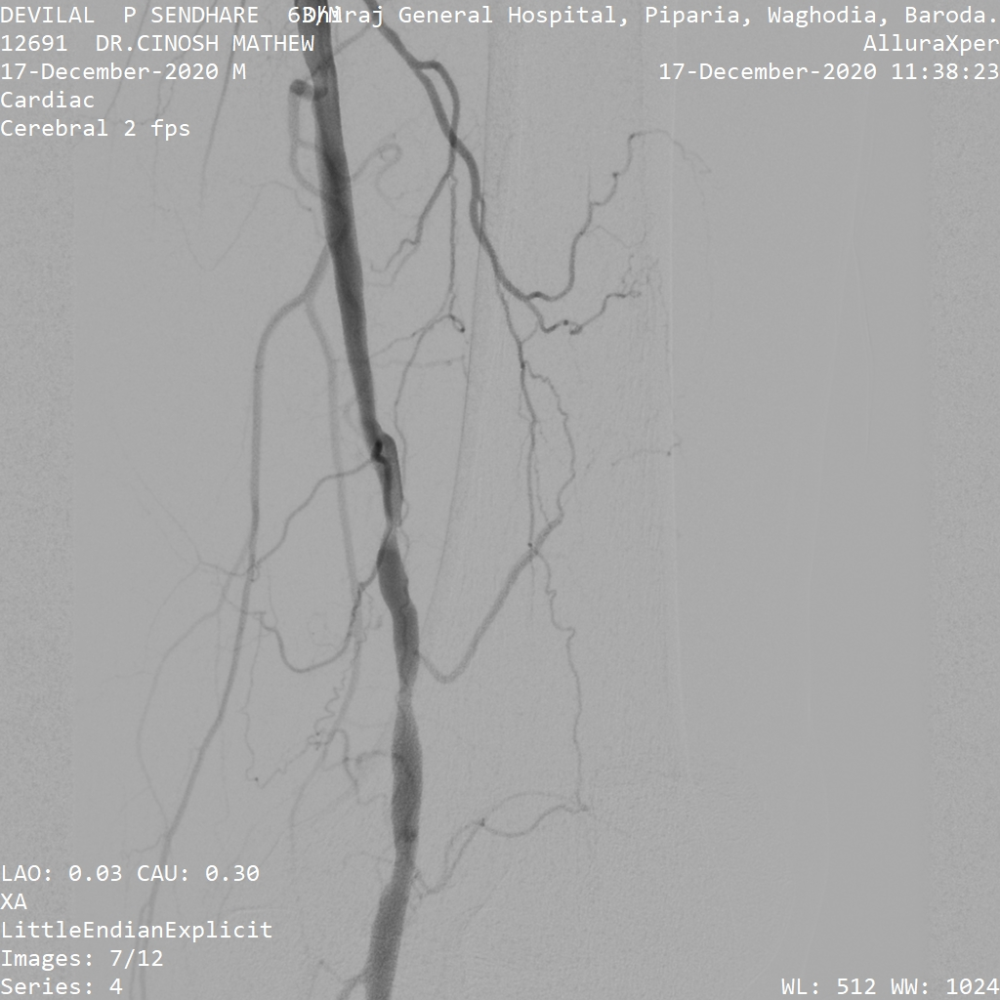 DEVILAL P SENDHARE
Dhiraj General Hospital, Piparia, Waghodia, Baroda.
12691 DR.CINOSH MATHEW
AlluraXper
17-December-2020 M
17-December-2020 11:38:23
Cardiac
Cerebral 2 fps
LAO: 0.03 CAU: 0.30
XA
LittleEndianExplicit
Images: 7/12
Series: 4
WL: 512 WW: 1024